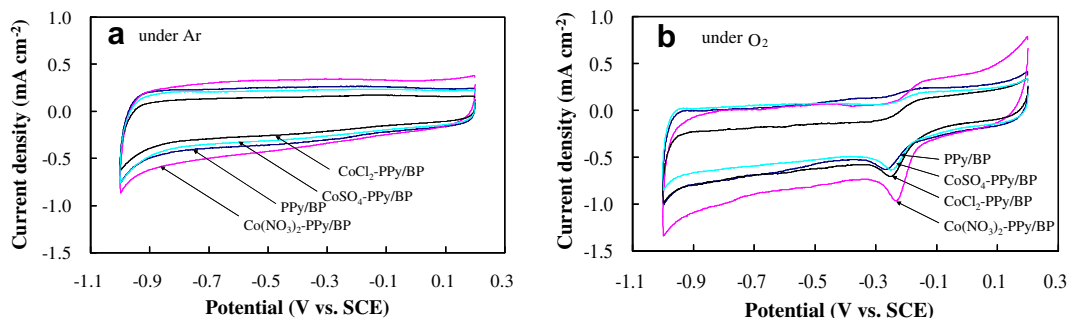 a under Ar
Current density (mA cm-2)
1.0
0.5
0.0
-0.5
-1.0
-1.5
CoCl2-PPy/BP
CoSO4-PPy/BP
PPy/BP
Co(NO3)2-PPy/BP
-1.1 -0.9 -0.7 -0.5 -0.3 -0.1 0.1 0.3
Potential (V vs. SCE)
b under O2
Current density (mA cm-2)
1.0
0.5
0.0
-0.5
-1.0
-1.5
PPy/BP
CoSO4-PPy/BP
CoCl2-PPy/BP
Co(NO3)2-PPy/BP
-1.1 -0.9 -0.7 -0.5 -0.3 -0.1 0.1 0.3
Potential (V vs. SCE)